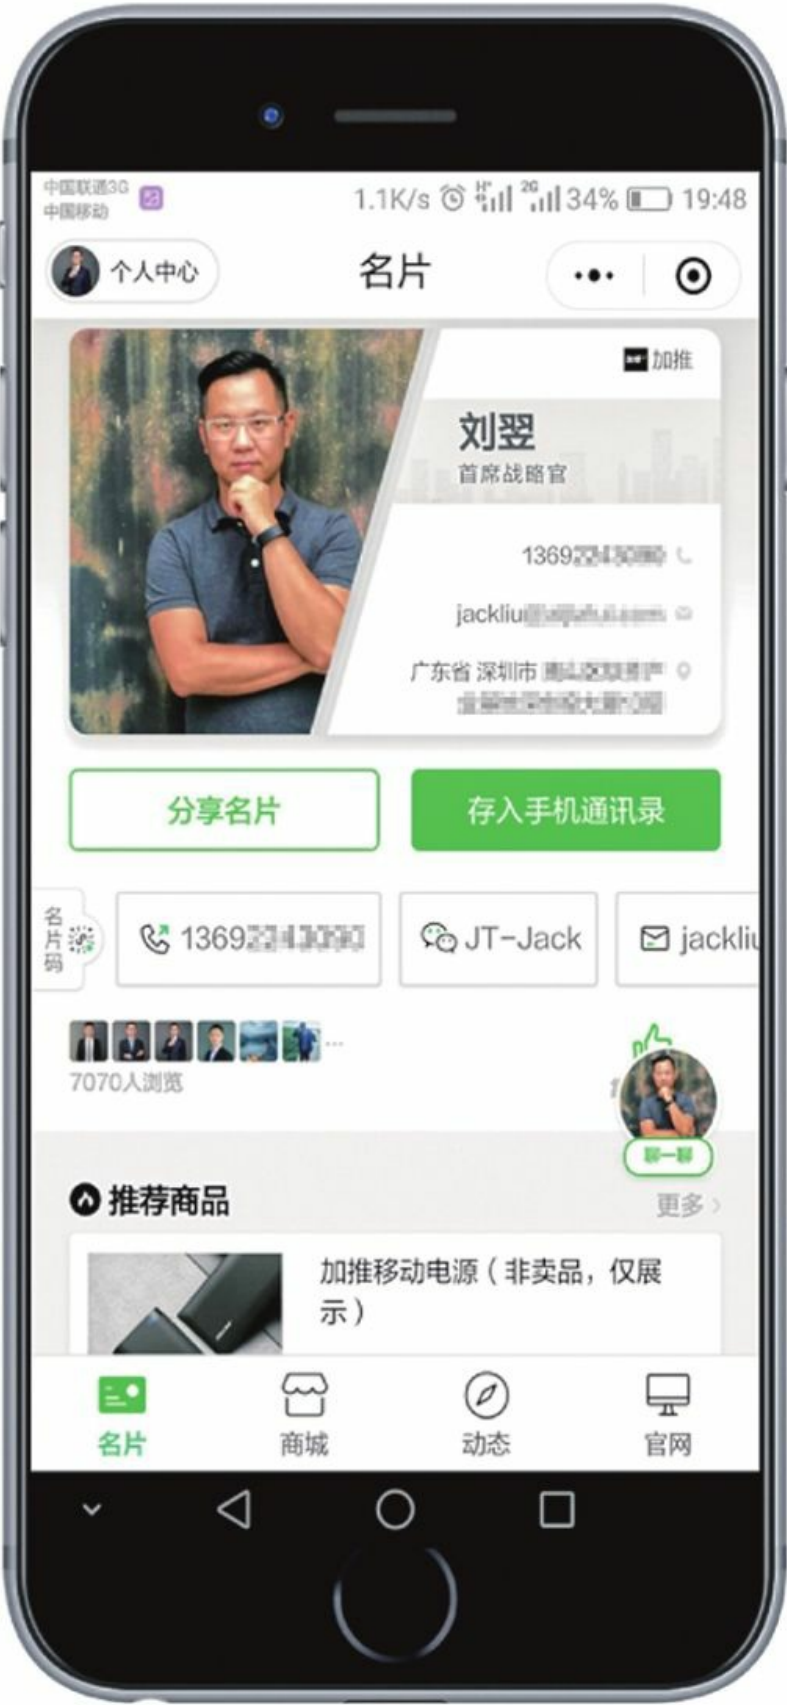 中国联通3G
中国移动
1.1K/s
2G
34%
19:48
个人中心
名片
加推
刘翌
首席战略官
13692
jackliu
广东省 深圳市
分享名片
存入手机通讯录
名片码
13692
JT-Jack
jackliu
7070人浏览
聊一聊
推荐商品
更多
加推移动电源(非卖品,仅展
示)
名片
商城
动态
官网